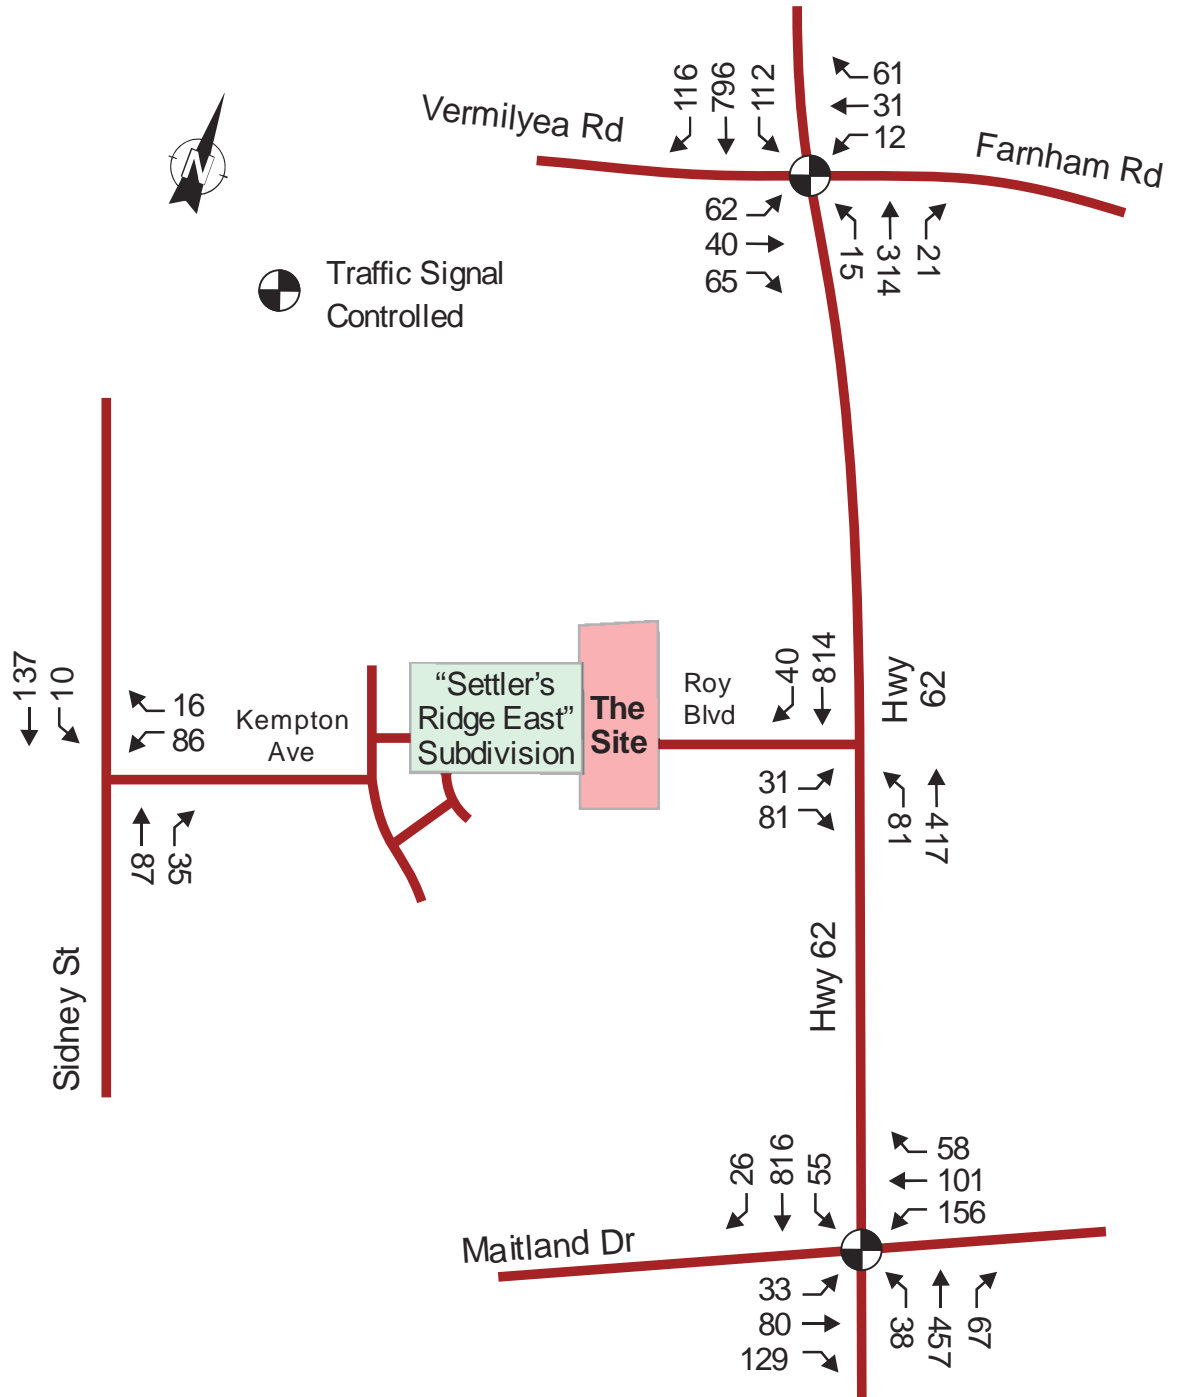 116
796
112
61
31
12
Vermilyea Rd
Farnham Rd
N
62
40
65
15
314
21
Traffic Signal
Controlled
137
10
16
86
Kempton
Ave
"Settler's
Ridge East"
Subdivision
The
Site
Roy
Blvd
40
814
Hwy
62
31
81
81
417
87
35
Sidney St
Hwy 62
26
816
55
58
101
156
Maitland Dr
33
80
129
38
457
67